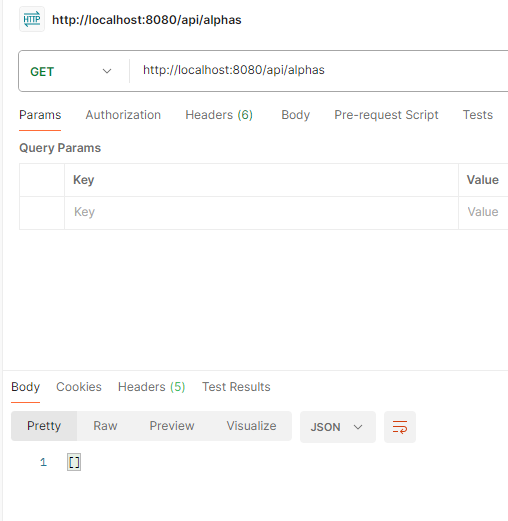 HTTP http://localhost:8080/api/alphas
GET http://localhost:8080/api/alphas
Params Authorization Headers (6) Body Pre-request Script Tests
Query Params
Key Value
Key Value
Body Cookies Headers (5) Test Results
Pretty Raw Preview Visualize JSON
1 []